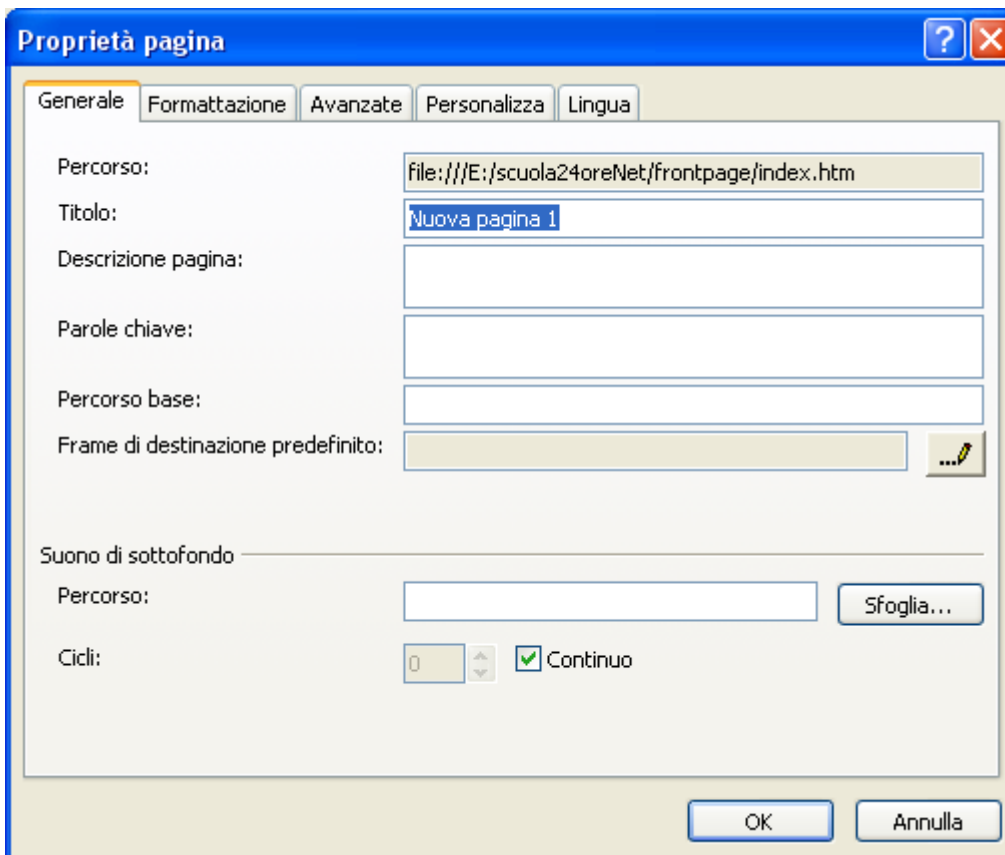 Proprietà pagina
Generale Formattazione Avanzate Personalizza Lingua
Percorso: file:///E:/scuola24oreNet/frontpage/index.htm
Titolo: Nuova pagina 1
Descrizione pagina:
Parole chiave:
Percorso base:
Frame di destinazione predefinito: ...
Suono di sottofondo
Percorso: Sfoglia...
Cicli: 0 Continuo
OK Annulla